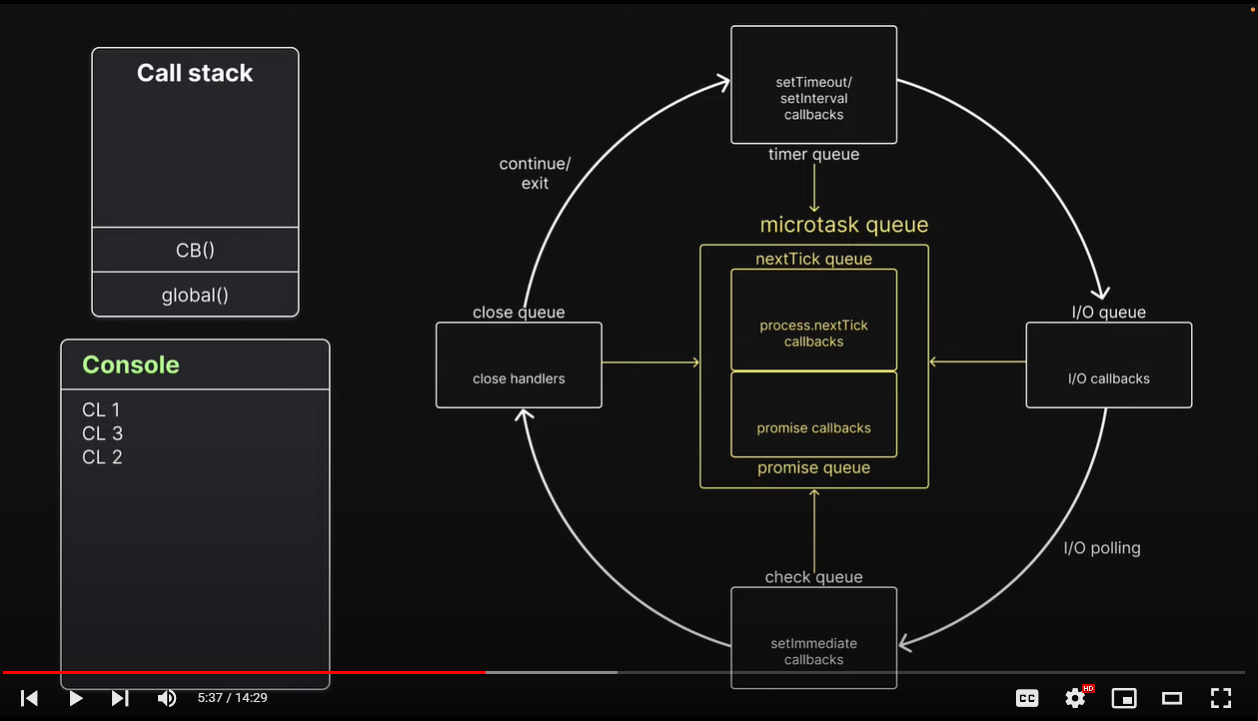 Call stack
CB()
global()
Console
CL 1
CL 3
CL 2
setTimeout/
setInterval
callbacks
timer queue
continue/
exit
microtask queue
nextTick queue
process.nextTick
callbacks
promise callbacks
promise queue
close queue
close handlers
I/O queue
I/O callbacks
I/O polling
check queue
setImmediate
callbacks
5:37 / 14:29
CC
HD